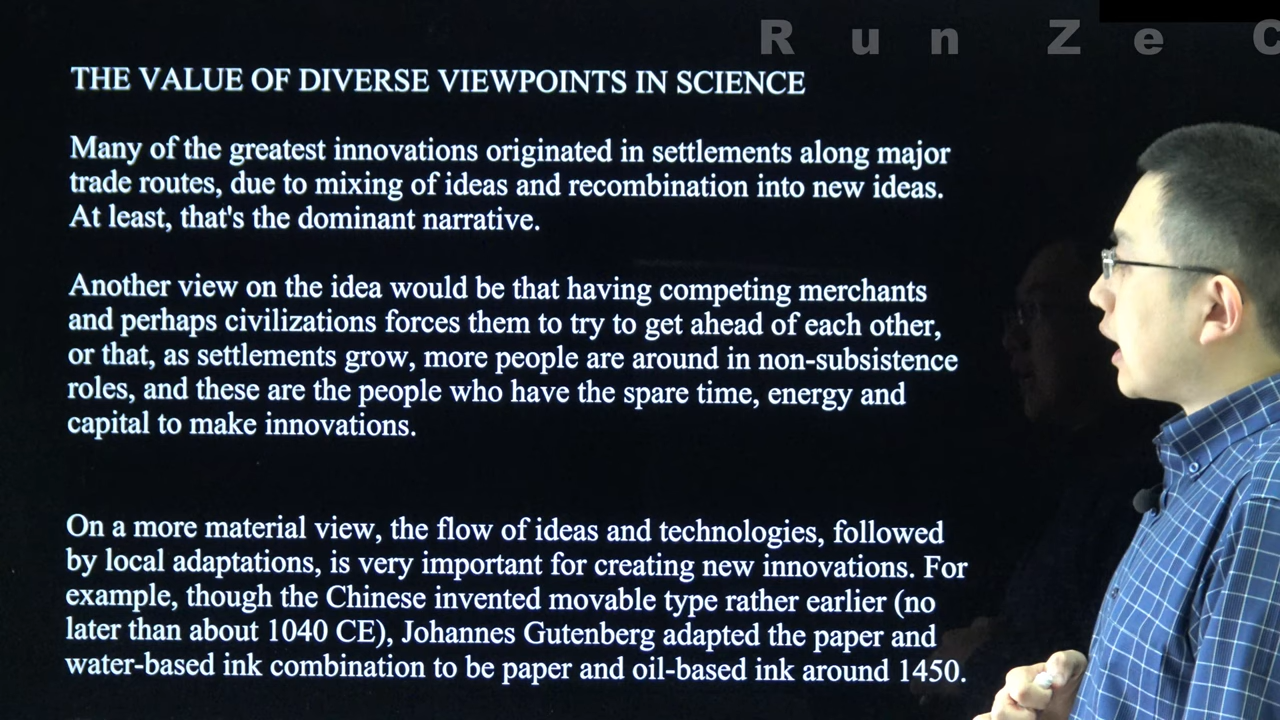 Run Ze C
THE VALUE OF DIVERSE VIEWPOINTS IN SCIENCE
Many of the greatest innovations originated in settlements along major
trade routes, due to mixing of ideas and recombination into new ideas.
At least, that's the dominant narrative.
Another view on the idea would be that having competing merchants
and perhaps civilizations forces them to try to get ahead of each other,
or that, as settlements grow, more people are around in non-subsistence
roles, and these are the people who have the spare time, energy and
capital to make innovations.
On a more material view, the flow of ideas and technologies, followed
by local adaptations, is very important for creating new innovations. For
example, though the Chinese invented movable type rather earlier (no
later than about 1040 CE), Johannes Gutenberg adapted the paper and
water-based ink combination to be paper and oil-based ink around 1450.